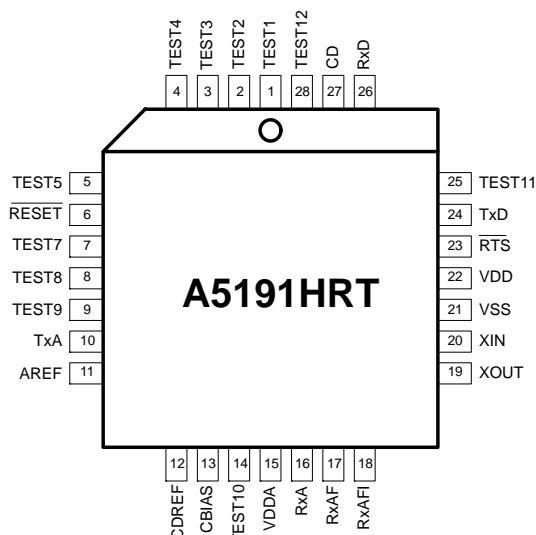 TEST4
TEST3
TEST2
TEST1
TEST12
CD
RxD
4
3
2
1
28
27
26
TEST5 5
RESET 6
TEST7 7
TEST8 8
TEST9 9
TxA 10
AREF 11
A5191HRT
25 TEST11
24 TxD
23 RTS
22 VDD
21 VSS
20 XIN
19 XOUT
12
13
14
15
16
17
18
CDREF
CBIAS
TEST10
VDDA
RxA
RxAF
RxAFI